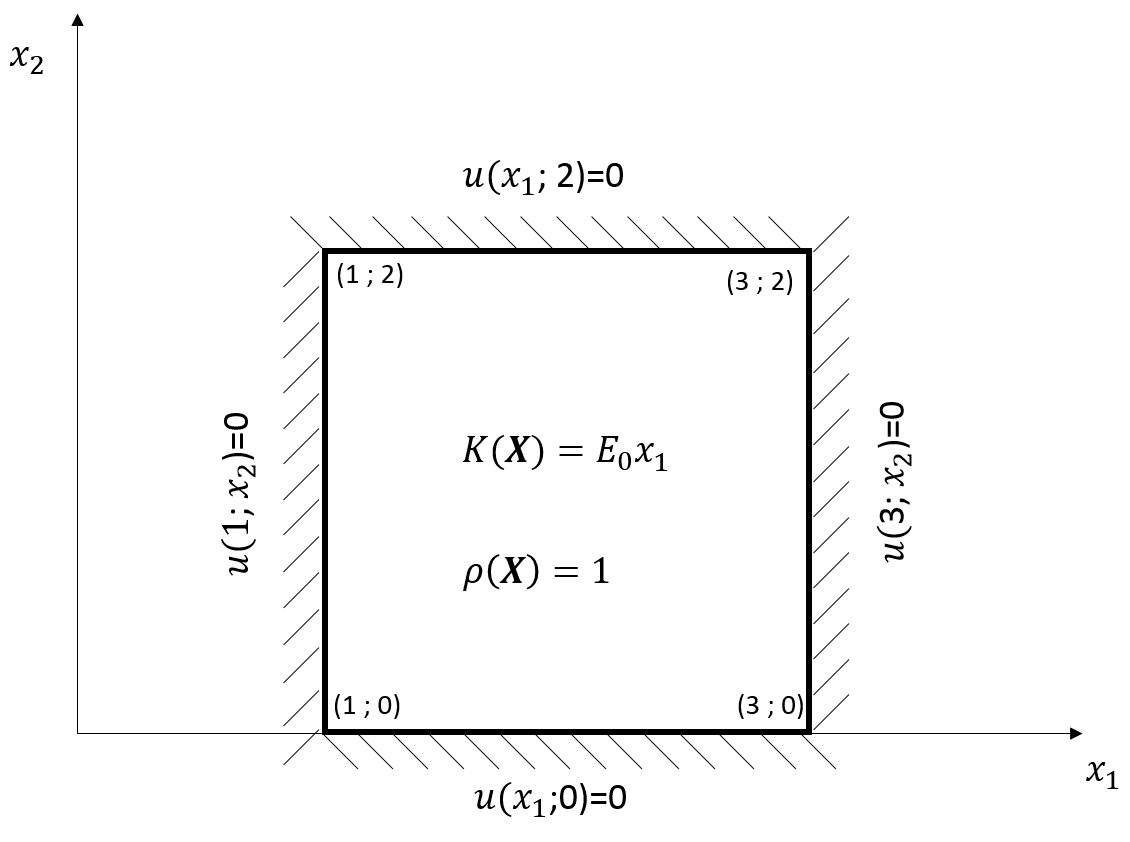 x₂
u(x₁; 2)=0
(1 ; 2)
(3 ; 2)
u(1; x₂)=0
K(X) = E₀x₁
u(3; x₂)=0
ρ(X) = 1
(1 ; 0)
(3 ; 0)
x₁
u(x₁;0)=0